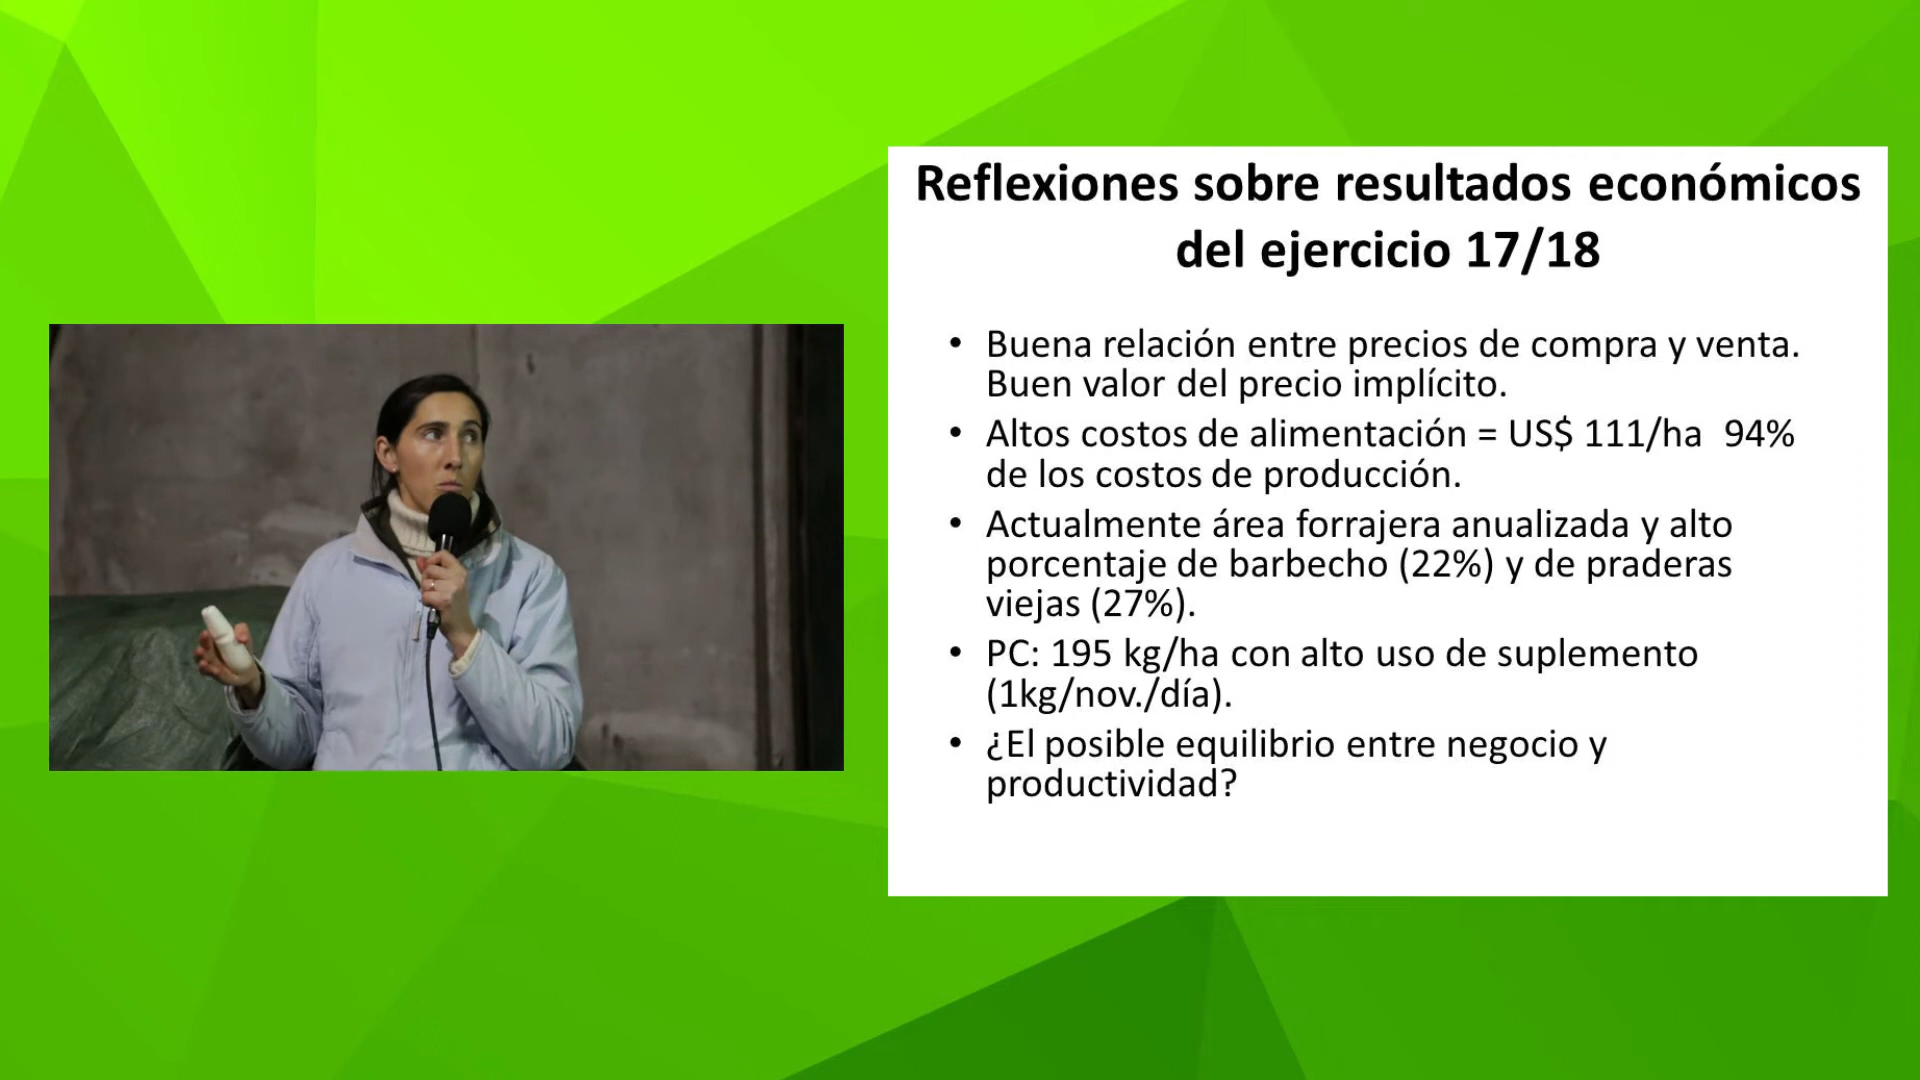 Reflexiones sobre resultados económicos
del ejercicio 17/18
• Buena relación entre precios de compra y venta.
Buen valor del precio implícito.
• Altos costos de alimentación = US$ 111/ha  94%
de los costos de producción.
• Actualmente área forrajera anualizada y alto
porcentaje de barbecho (22%) y de praderas
viejas (27%).
• PC: 195 kg/ha con alto uso de suplemento
(1kg/nov./día).
• ¿El posible equilibrio entre negocio y
productividad?